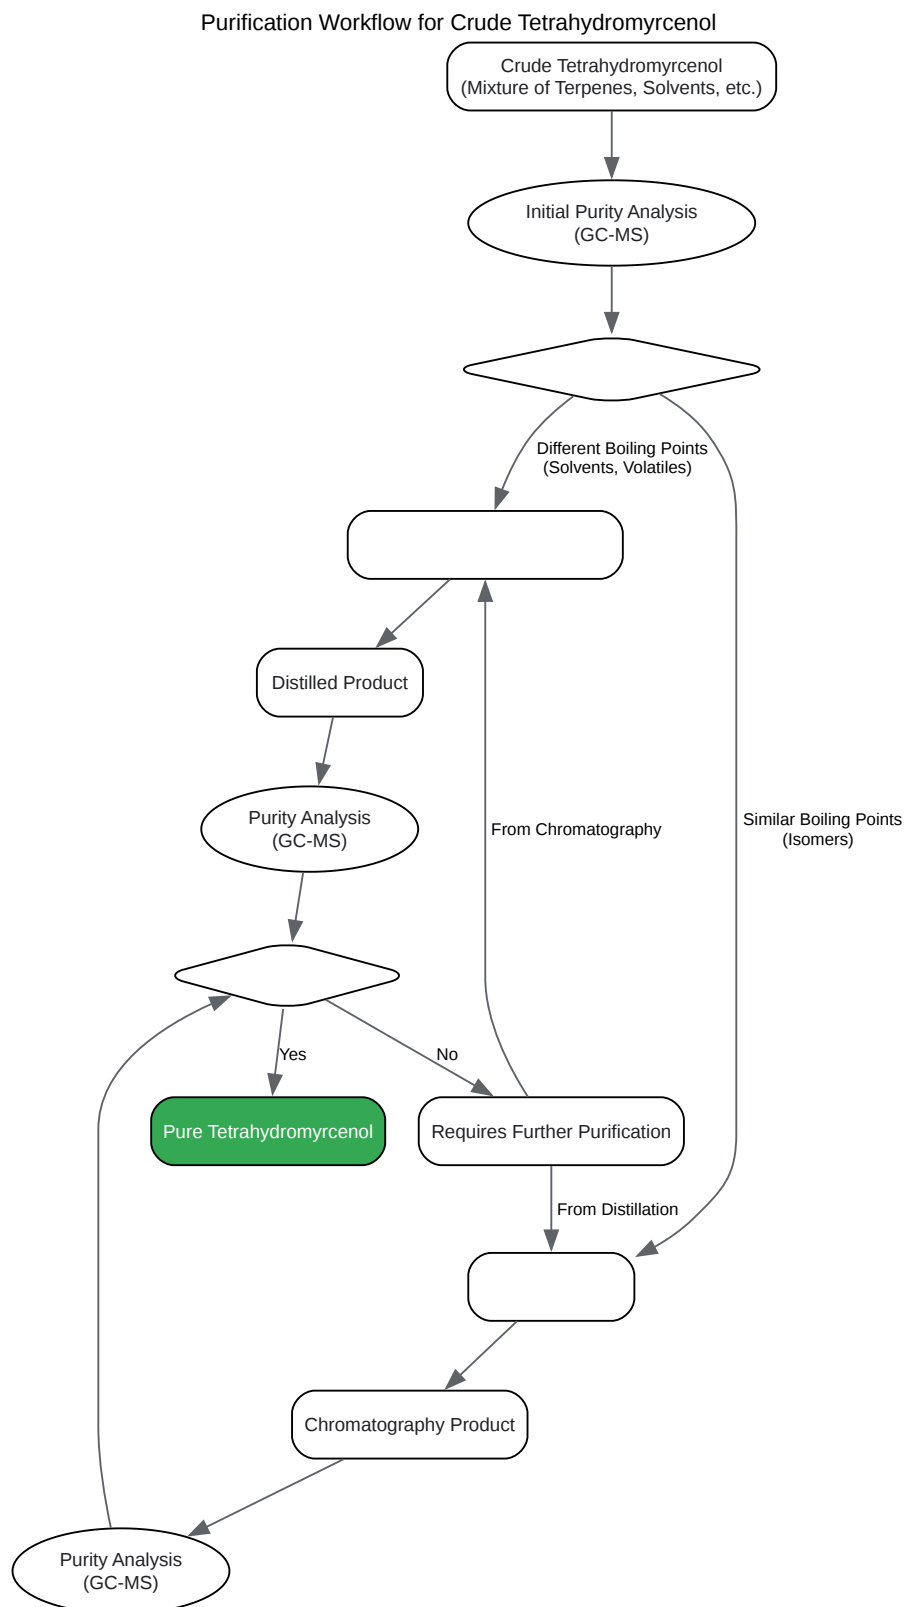 Purification Workflow for Crude Tetrahydromyrcenol
Crude Tetrahydromyrcenol
(Mixture of Terpenes, Solvents, etc.)
Initial Purity Analysis
(GC-MS)
Different Boiling Points
(Solvents, Volatiles)
Distilled Product
Purity Analysis
(GC-MS)
From Chromatography
Similar Boiling Points
(Isomers)
Yes
No
Pure Tetrahydromyrcenol
Requires Further Purification
From Distillation
Chromatography Product
Purity Analysis
(GC-MS)